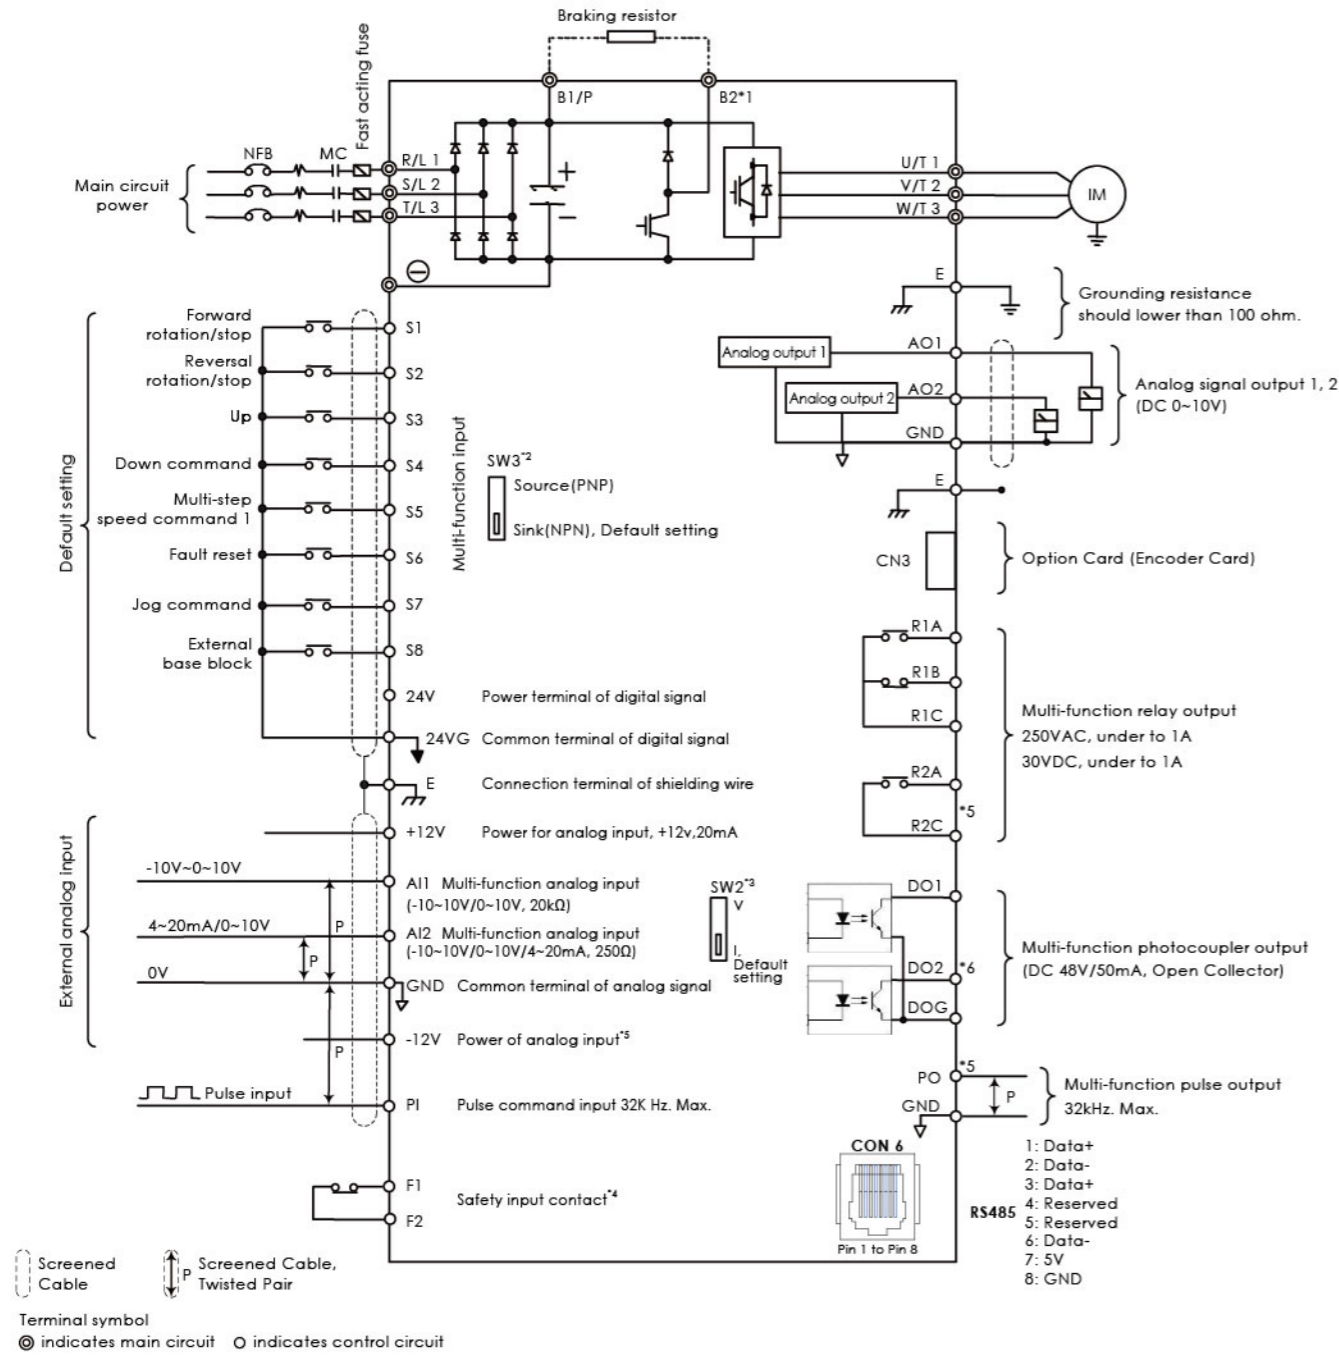 Braking resistor
Fast acting fuse
B1/P
B2*1
NFB
MC
R/L 1
S/L 2
T/L 3
Main circuit
power
+
−
⊖
U/T 1
V/T 2
W/T 3
IM
Default setting
Forward
rotation/stop
S1
Reversal
rotation/stop
S2
Up
S3
Down command
S4
Multi-step
speed command 1
S5
Fault reset
S6
Jog command
S7
External
base block
S8
Multi-function input
SW3*2
Source(PNP)
Sink(NPN), Default setting
24V Power terminal of digital signal
24VG Common terminal of digital signal
E Connection terminal of shielding wire
External analog input
+12V Power for analog input, +12v,20mA
-10V~0~10V
AI1 Multi-function analog input
(-10~10V/0~10V, 20kΩ)
P
4~20mA/0~10V
AI2 Multi-function analog input
(-10~10V/0~10V/4~20mA, 250Ω)
P
0V
GND Common terminal of analog signal
-12V Power of analog input*5
P
Pulse input
PI Pulse command input 32K Hz. Max.
SW2*3
V
I,
Default
setting
F1
F2
Safety input contact*4
E
Grounding resistance
should lower than 100 ohm.
Analog output 1
AO1
Analog output 2
AO2
GND
Analog signal output 1, 2
(DC 0~10V)
E
CN3
Option Card (Encoder Card)
R1A
R1B
R1C
R2A
*5
R2C
Multi-function relay output
250VAC, under to 1A
30VDC, under to 1A
DO1
DO2
*6
DOG
Multi-function photocoupler output
(DC 48V/50mA, Open Collector)
PO
*5
P
GND
Multi-function pulse output
32kHz. Max.
CON 6
Pin 1 to Pin 8
RS485
1: Data+
2: Data-
3: Data+
4: Reserved
5: Reserved
6: Data-
7: 5V
8: GND
Screened
Cable
P
Screened Cable,
Twisted Pair
Terminal symbol
indicates main circuit
indicates control circuit